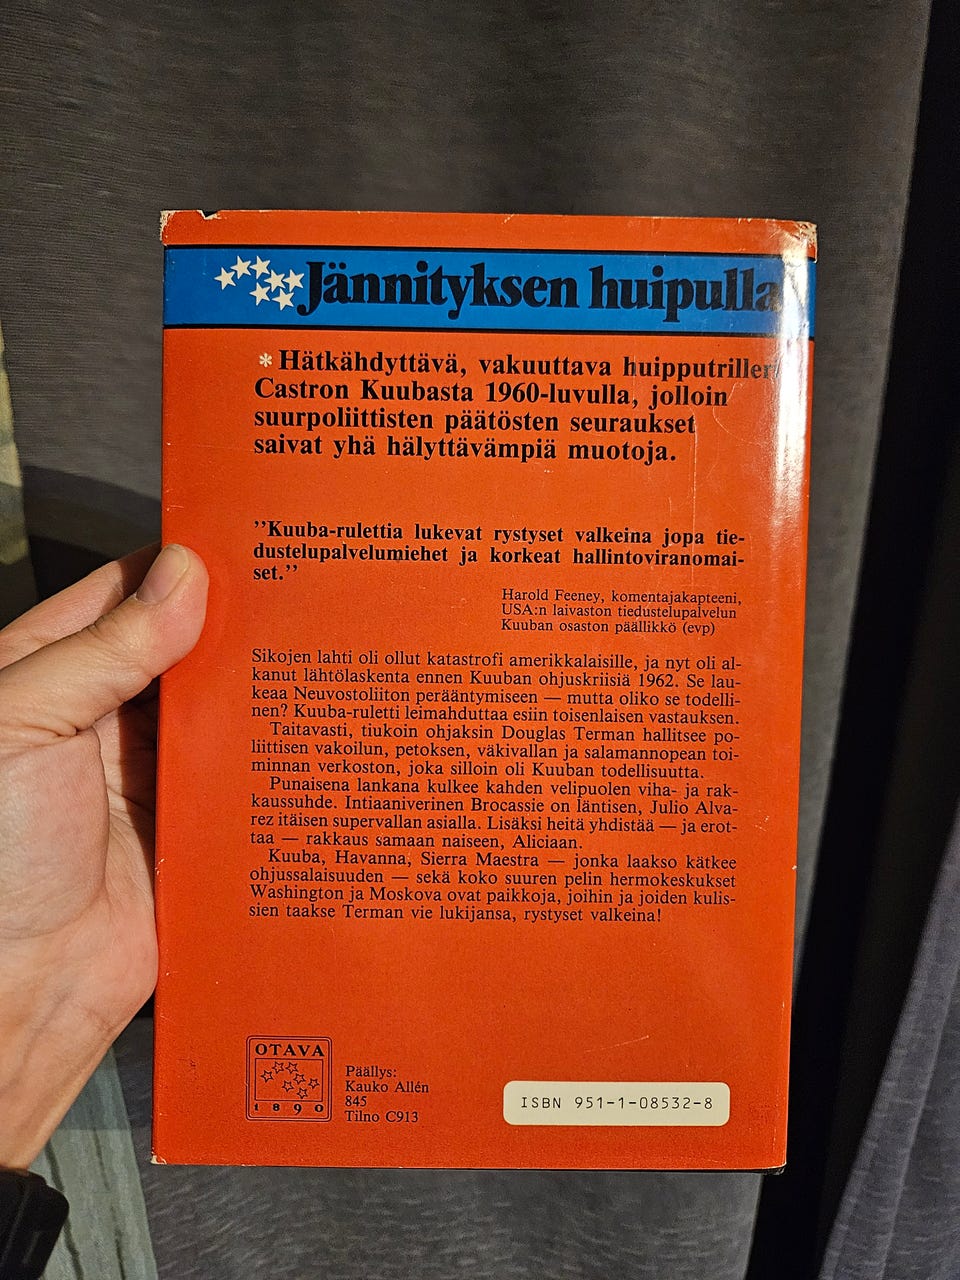 Jännityksen huipulla
* Hätkähdyttävä, vakuuttava huipputrilleri
Castron Kuubasta 1960-luvulla, jolloin
suurpoliittisten päätösten seuraukset
saivat yhä hälyttävämpiä muotoja.
”Kuuba-rulettia lukevat rystyset valkeina jopa tie-
dustelupalvelumiehet ja korkeat hallintoviranomai-
set.”
Harold Feeney, komentajakapteeni,
USA:n laivaston tiedustelupalvelun
Kuuban osaston päällikkö (evp)
Sikojen lahti oli ollut katastrofi amerikkalaisille, ja nyt oli al-
kanut lähtölaskenta ennen Kuuban ohjuskriisiä 1962. Se lau-
keaa Neuvostoliiton perääntymiseen — mutta oliko se todelli-
nen? Kuuba-ruletti leimahduttaa esiin toisenlaisen vastauksen.
Taitavasti, tiukoin ohjaksin Douglas Terman hallitsee po-
liittisen vakoilun, petoksen, väkivallan ja salamannopean toi-
minnan verkoston, joka silloin oli Kuuban todellisuutta.
Punaisena lankana kulkee kahden velipuolen viha- ja rak-
kaussuhde. Intiaaniverinen Brocassie on läntisen, Julio Alva-
rez itäisen supervallan asialla. Lisäksi heitä yhdistää — ja erot-
taa — rakkaus samaan naiseen, Aliciaan.
Kuuba, Havanna, Sierra Maestra — jonka laakso kätkee
ohjussalaisuuden — sekä koko suuren pelin hermokeskukset
Washington ja Moskova ovat paikkoja, joihin ja joiden kulis-
sien taakse Terman vie lukijansa, rystyset valkeina!
OTAVA
1890
Päällys:
Kauko Allén
845
Tilno C913
ISBN 951-1-08532-8